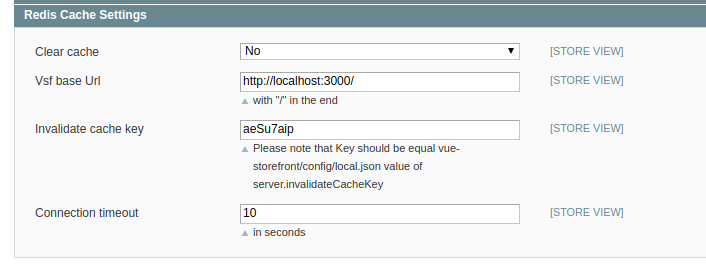 Redis Cache Settings
Clear cache No [STORE VIEW]
Vsf base Url http://localhost:3000/ [STORE VIEW]
with "/" in the end
Invalidate cache key aeSu7aip [STORE VIEW]
Please note that Key should be equal vue-
storefront/config/local.json value of
server.invalidateCacheKey
Connection timeout 10 [STORE VIEW]
in seconds